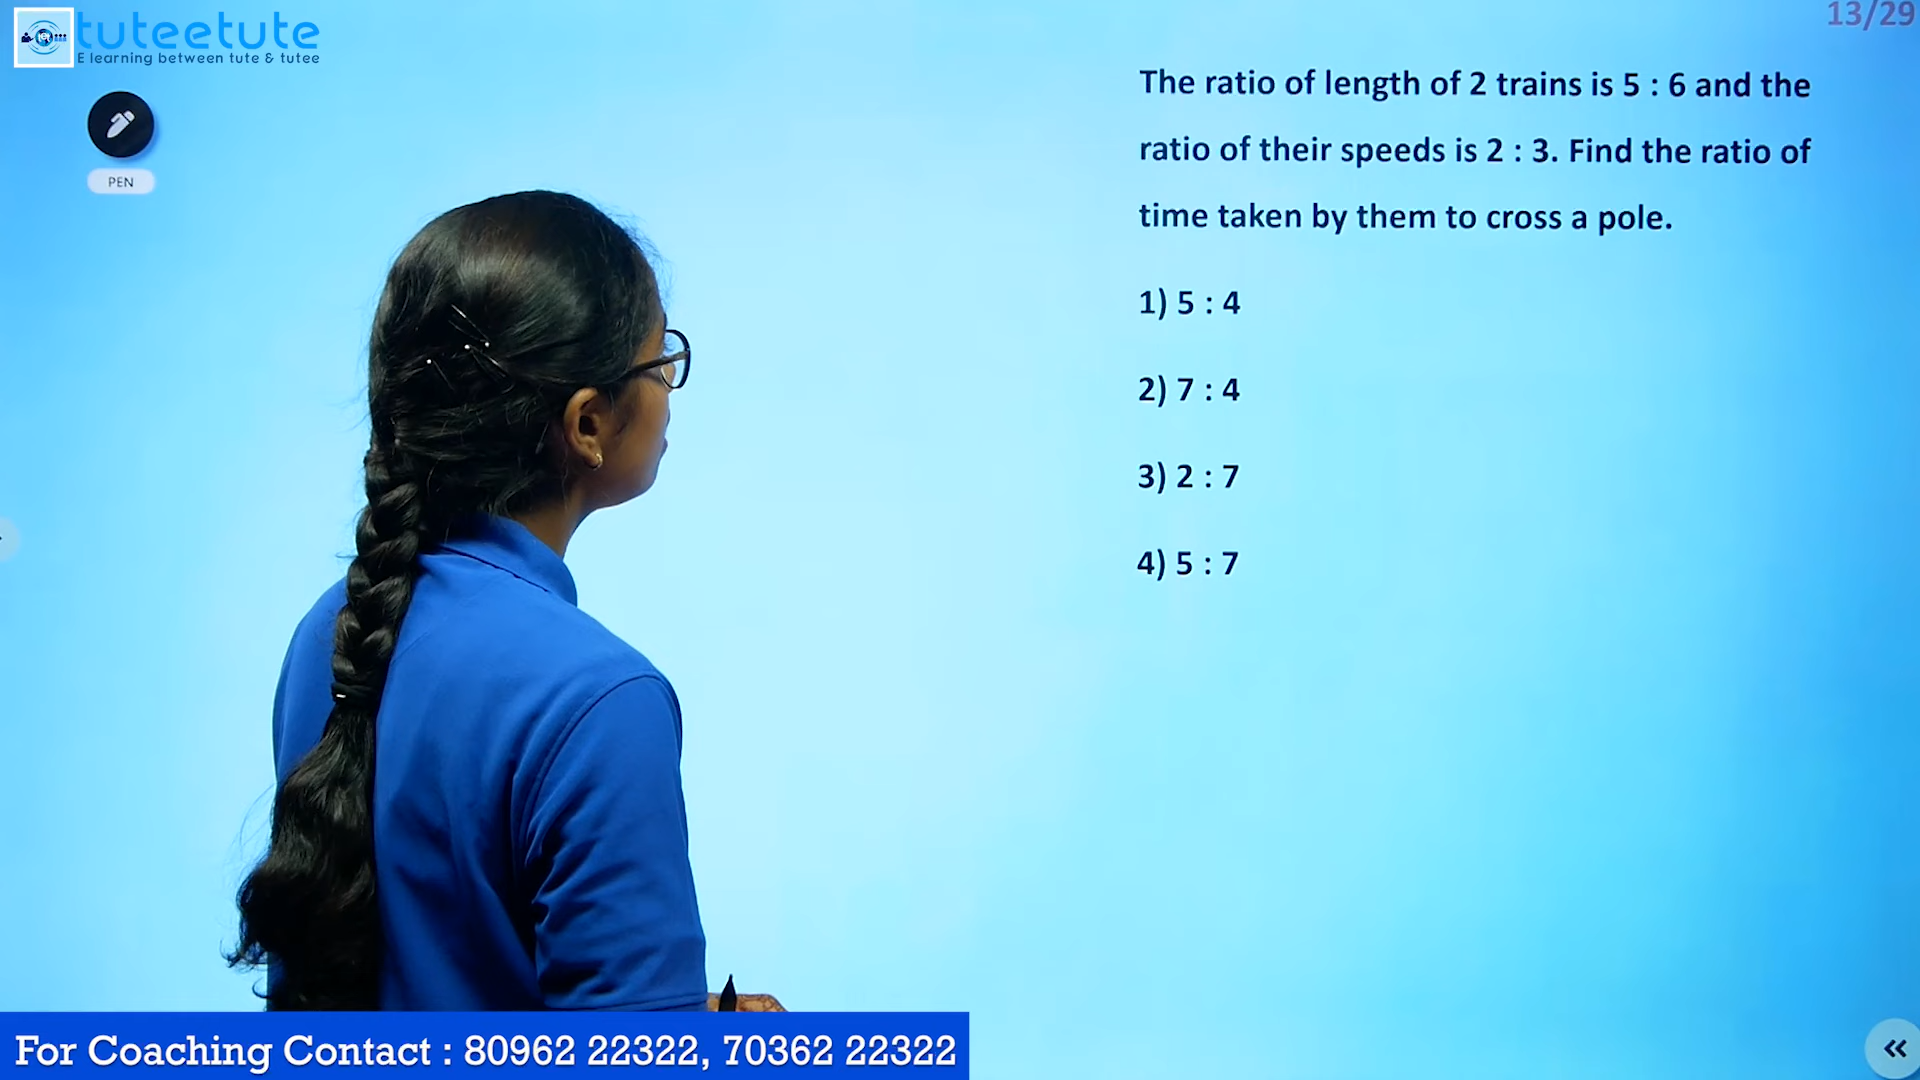 tuteetute
E learning between tute & tutee
13/29
PEN
The ratio of length of 2 trains is 5 : 6 and the
ratio of their speeds is 2 : 3. Find the ratio of
time taken by them to cross a pole.
1) 5 : 4
2) 7 : 4
3) 2 : 7
4) 5 : 7
For Coaching Contact : 80962 22322, 70362 22322